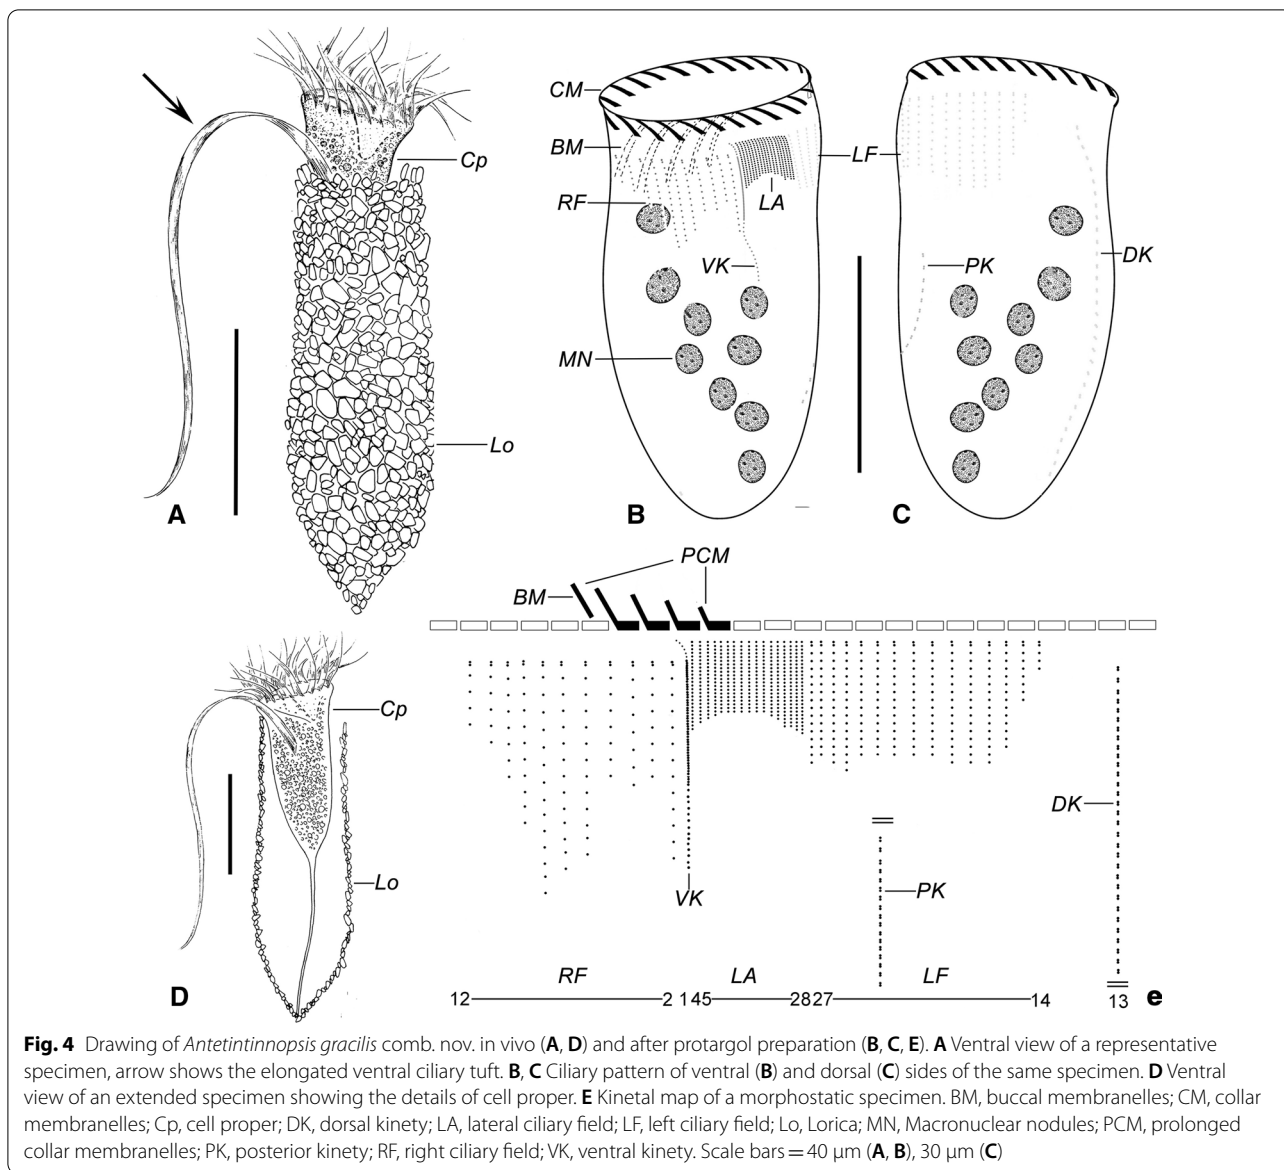 Cp
Lo
A
CM
BM
RF
VK
MN
LA
LF
B
PK
DK
C
Cp
Lo
D
PCM
BM
VK
PK
DK
RF LA LF
12 2 1 45 28 27 14 13 e
Fig. 4 Drawing of Antetintinnopsis gracilis comb. nov. in vivo (A, D) and after protargol preparation (B, C, E). A Ventral view of a representative
specimen, arrow shows the elongated ventral ciliary tuft. B, C Ciliary pattern of ventral (B) and dorsal (C) sides of the same specimen. D Ventral
view of an extended specimen showing the details of cell proper. E Kinetal map of a morphostatic specimen. BM, buccal membranelles; CM, collar
membranelles; Cp, cell proper; DK, dorsal kinety; LA, lateral ciliary field; LF, left ciliary field; Lo, Lorica; MN, Macronuclear nodules; PCM, prolonged
collar membranelles; PK, posterior kinety; RF, right ciliary field; VK, ventral kinety. Scale bars = 40 µm (A, B), 30 µm (C)